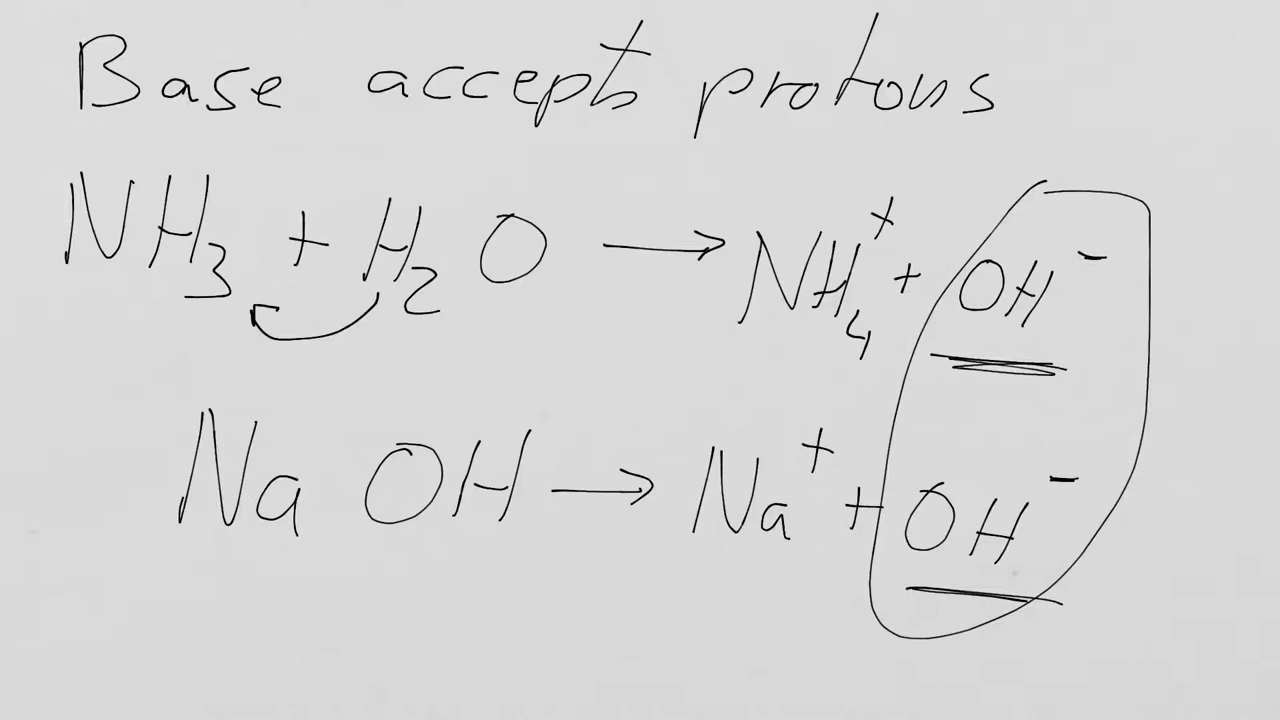 Base accepts protons
NH₃ + H₂O → NH₄⁺ + OH⁻
NaOH → Na⁺ + OH⁻